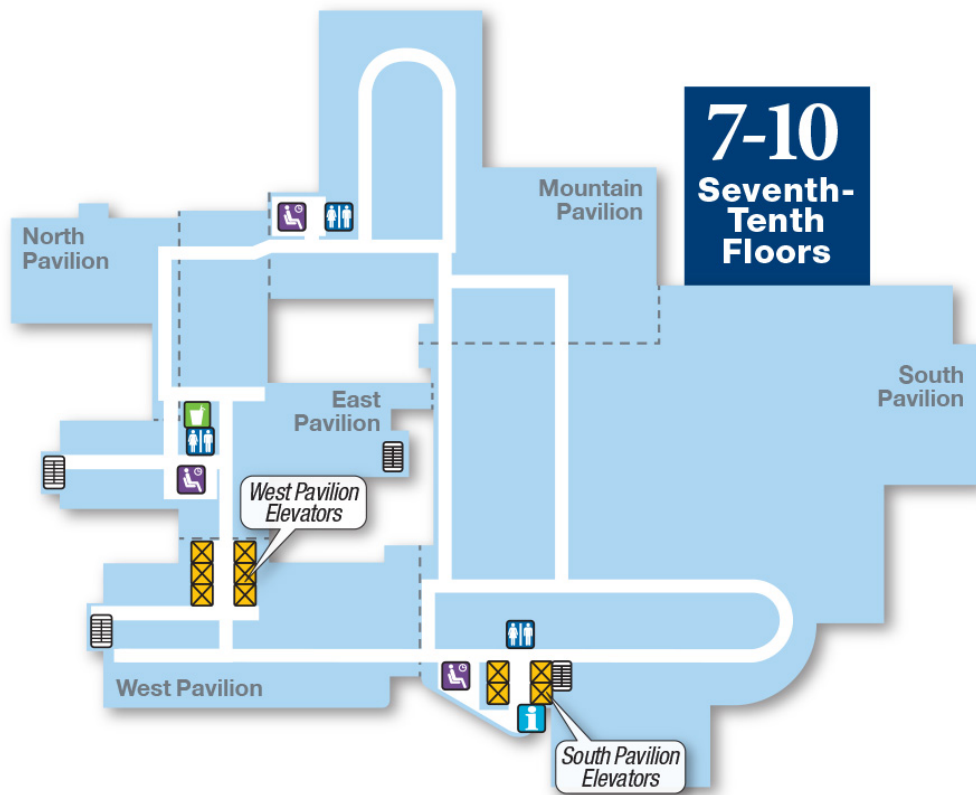 7-10
Seventh-
Tenth
Floors
Mountain
Pavilion
North
Pavilion
South
Pavilion
East
Pavilion
West Pavilion
Elevators
West Pavilion
South Pavilion
Elevators
i